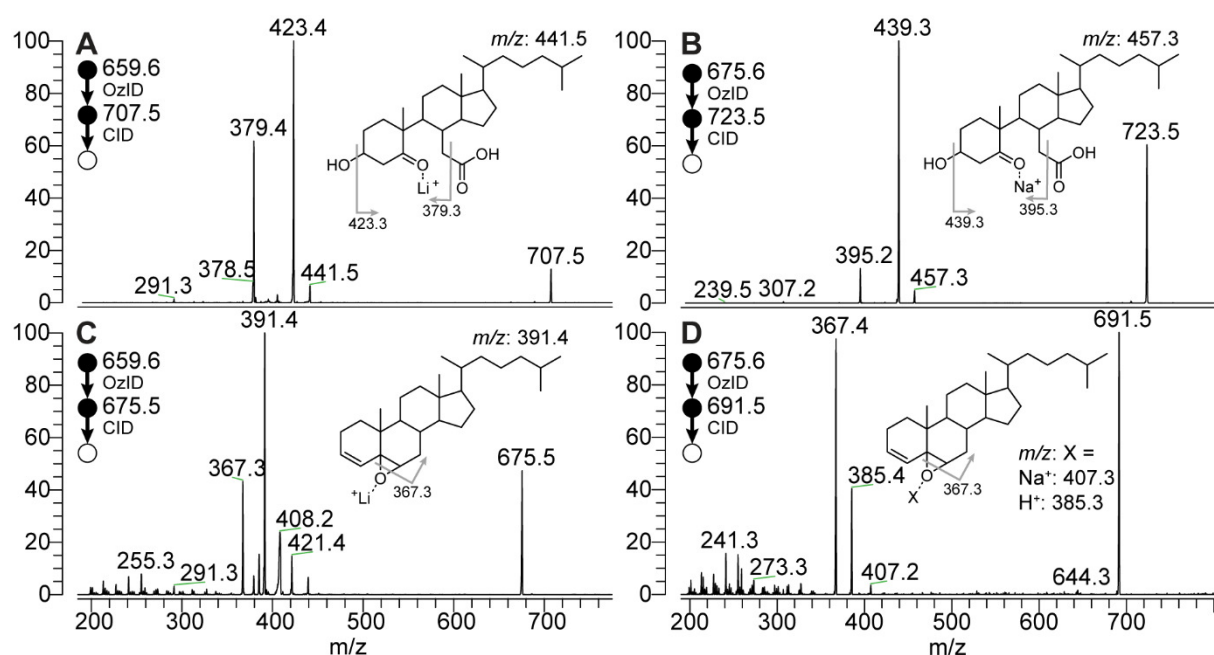 A
659.6
OzID
707.5
CID
100
80
60
40
20
0
423.4
379.4
378.5
291.3
441.5
707.5
m/z: 441.5
HO
O
Li+
OH
O
423.3
379.3
B
675.6
OzID
723.5
CID
100
80
60
40
20
0
439.3
723.5
395.2
457.3
307.2
239.5
m/z: 457.3
HO
O
Na+
OH
O
439.3
395.3
C
659.6
OzID
675.5
CID
100
80
60
40
20
0
391.4
675.5
367.3
408.2
421.4
255.3
291.3
m/z: 391.4
O
+Li
367.3
200 300 400 500 600 700
m/z
D
675.6
OzID
691.5
CID
100
80
60
40
20
0
691.5
367.4
385.4
241.3
273.3
407.2
644.3
O
X
367.3
m/z: X =
Na+: 407.3
H+: 385.3
200 300 400 500 600 700
m/z